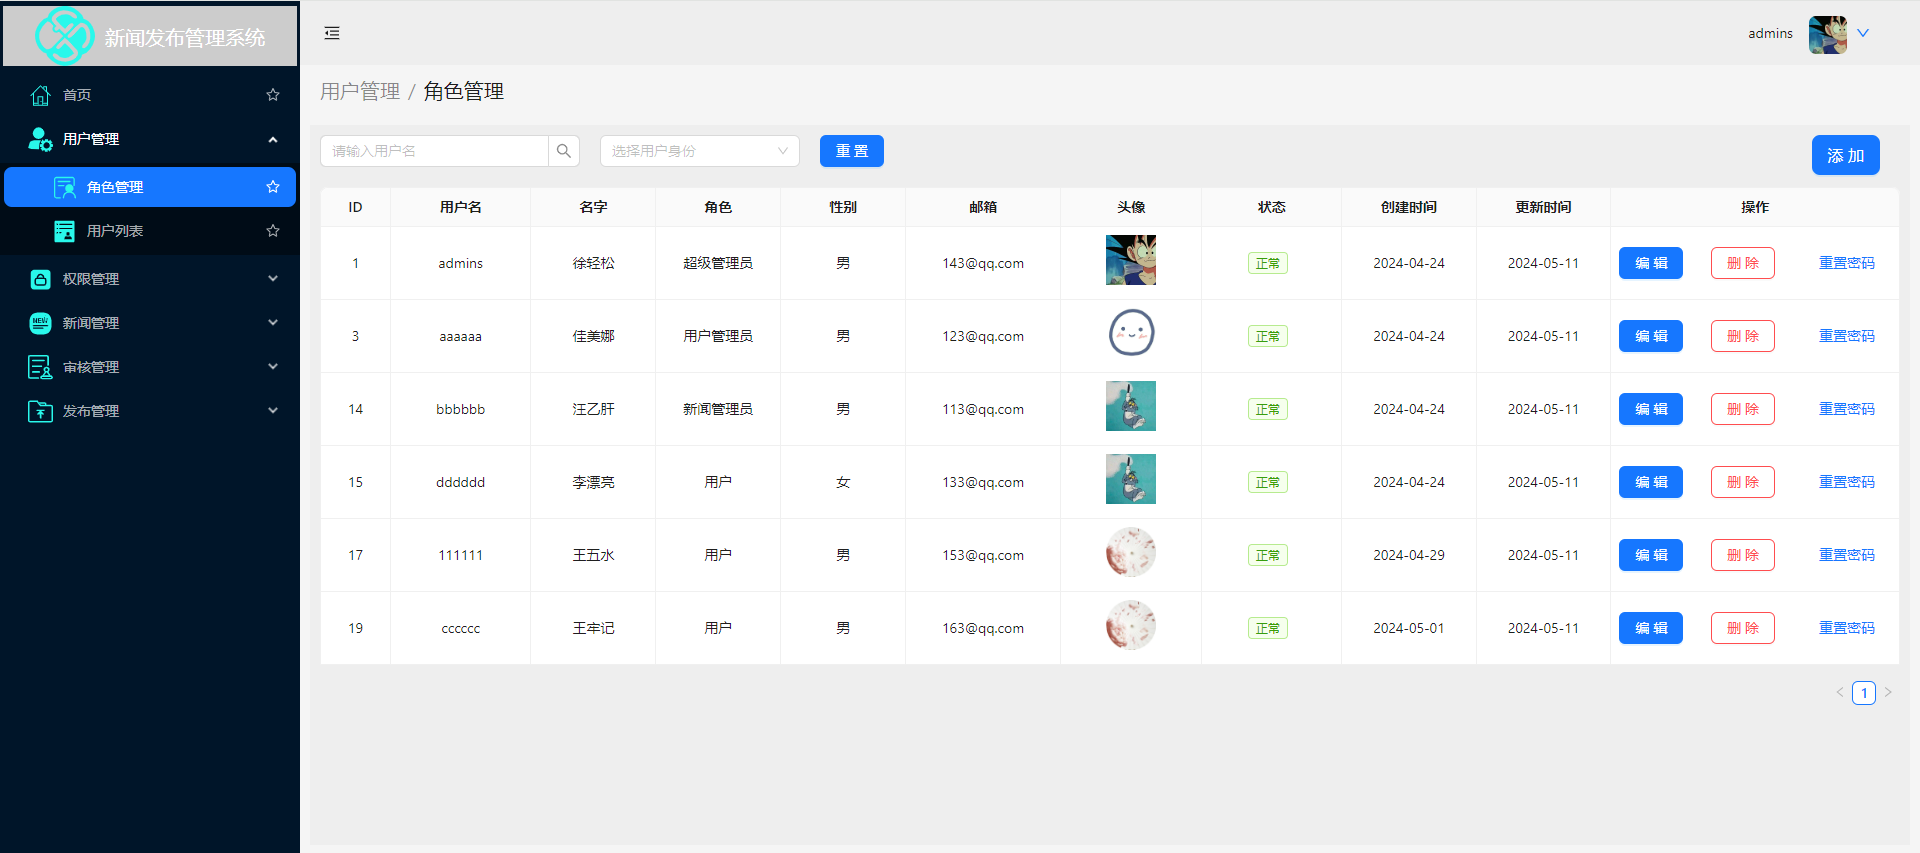 新闻发布管理系统
admins
首页
用户管理
角色管理
用户列表
权限管理
新闻管理
审核管理
发布管理
用户管理 / 角色管理
请输入用户名 选择用户身份 重 置 添 加
ID 用户名 名字 角色 性别 邮箱 头像 状态 创建时间 更新时间 操作
1 admins 徐轻松 超级管理员 男 143@qq.com 正常 2024-04-24 2024-05-11 编 辑 删 除 重置密码
3 aaaaaa 佳美娜 用户管理员 男 123@qq.com 正常 2024-04-24 2024-05-11 编 辑 删 除 重置密码
14 bbbbbb 汪乙肝 新闻管理员 男 113@qq.com 正常 2024-04-24 2024-05-11 编 辑 删 除 重置密码
15 dddddd 李漂亮 用户 女 133@qq.com 正常 2024-04-24 2024-05-11 编 辑 删 除 重置密码
17 111111 王五水 用户 男 153@qq.com 正常 2024-04-29 2024-05-11 编 辑 删 除 重置密码
19 cccccc 王牢记 用户 男 163@qq.com 正常 2024-05-01 2024-05-11 编 辑 删 除 重置密码
1